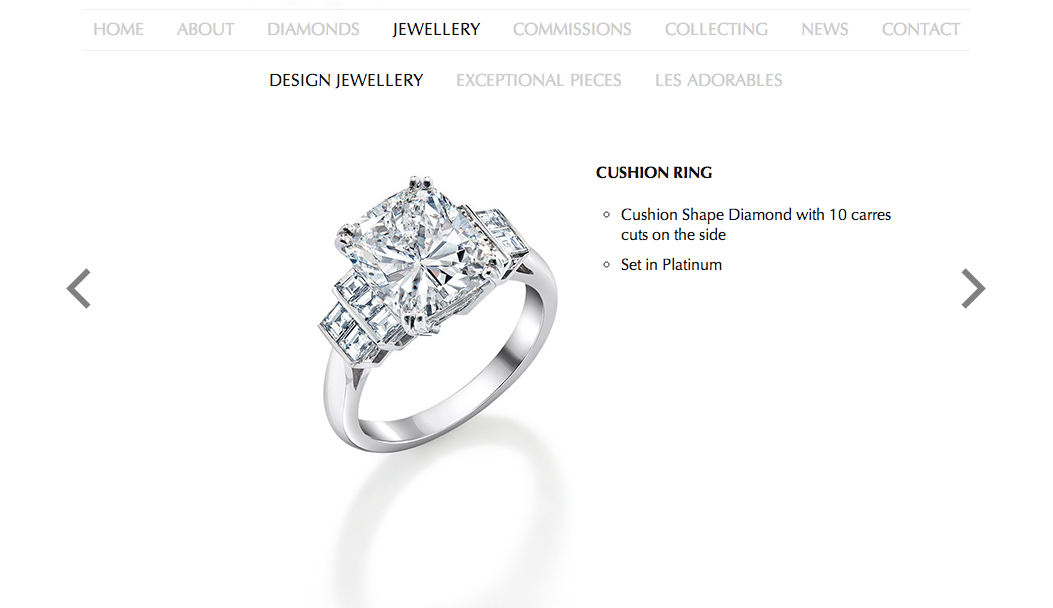 HOME ABOUT DIAMONDS JEWELLERY COMMISSIONS COLLECTING NEWS CONTACT
DESIGN JEWELLERY EXCEPTIONAL PIECES LES ADORABLES
CUSHION RING
Cushion Shape Diamond with 10 carres
cuts on the side
Set in Platinum